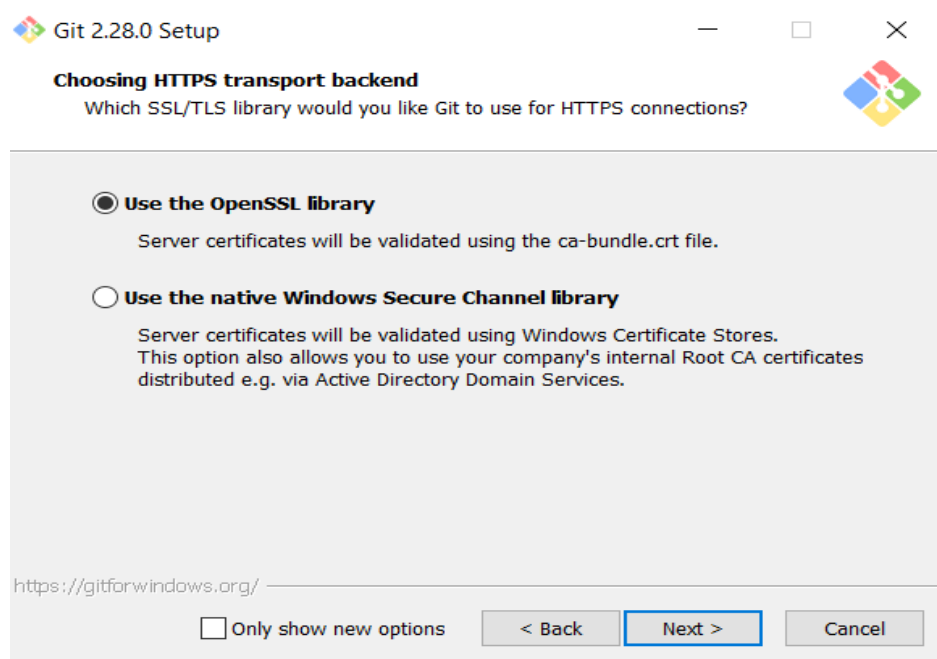 Git 2.28.0 Setup
Choosing HTTPS transport backend
Which SSL/TLS library would you like Git to use for HTTPS connections?
Use the OpenSSL library
Server certificates will be validated using the ca-bundle.crt file.
Use the native Windows Secure Channel library
Server certificates will be validated using Windows Certificate Stores.
This option also allows you to use your company's internal Root CA certificates
distributed e.g. via Active Directory Domain Services.
https://gitforwindows.org/
Only show new options < Back Next > Cancel